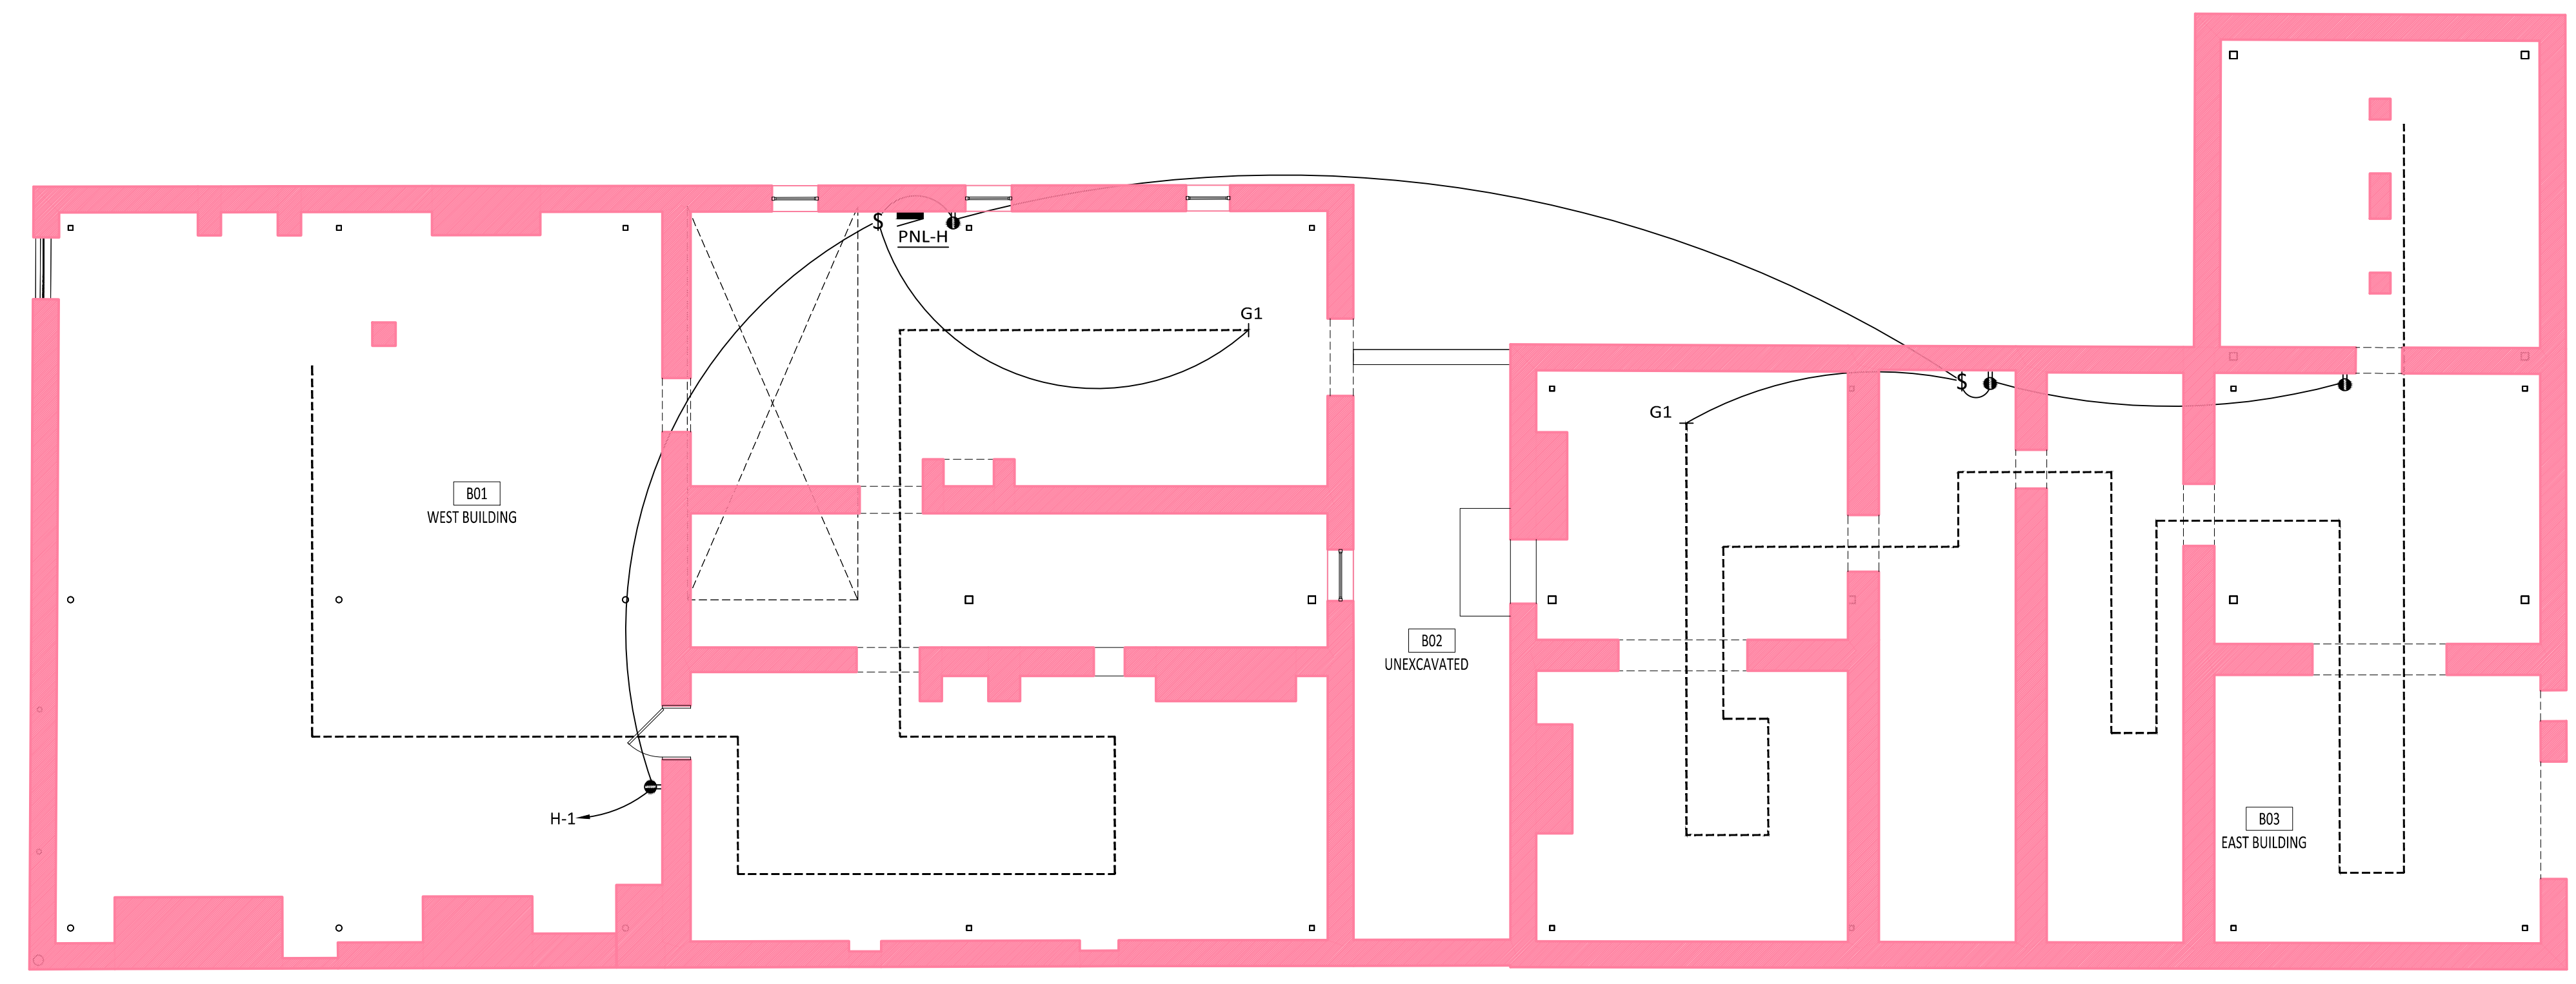 $
PNL-H
G1
G1
$
B01
WEST BUILDING
B02
UNEXCAVATED
H-1
B03
EAST BUILDING